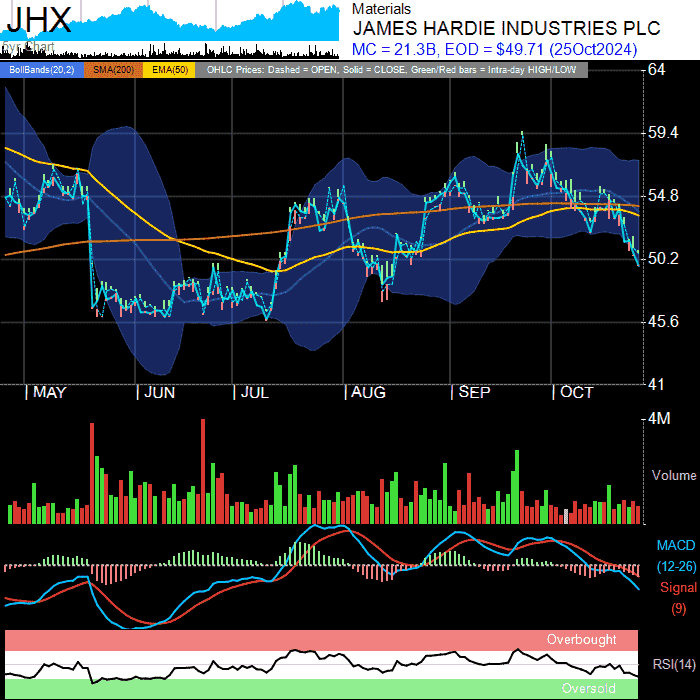 JHX
5yr Chart
Materials
JAMES HARDIE INDUSTRIES PLC
MC = 21.3B, EOD = $49.71 (25Oct2024)
BollBands(20,2) SMA(200) EMA(50) OHLC Prices: Dashed = OPEN, Solid = CLOSE, Green/Red bars = Intra-day HIGH/LOW
64
59.4
54.8
50.2
45.6
41
| MAY | JUN | JUL | AUG | SEP | OCT
4M
Volume
MACD
(12-26)
Signal
(9)
Overbought
RSI(14)
Oversold